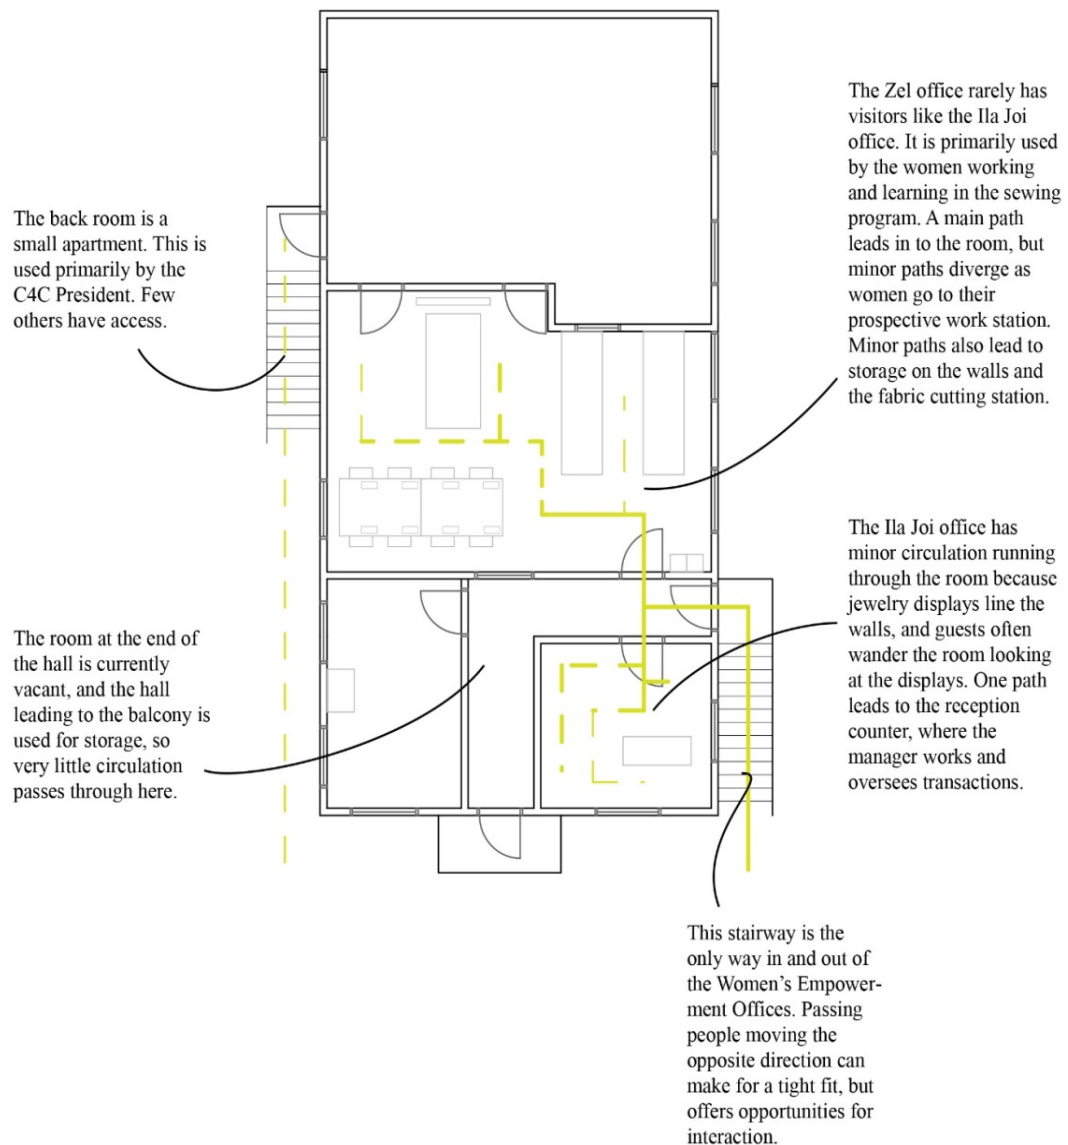 The Zel office rarely has
visitors like the Ila Joi
office. It is primarily used
by the women working
and learning in the sewing
program. A main path
leads in to the room, but
minor paths diverge as
women go to their
prospective work station.
Minor paths also lead to
storage on the walls and
the fabric cutting station.
The back room is a
small apartment. This is
used primarily by the
C4C President. Few
others have access.
The Ila Joi office has
minor circulation running
through the room because
jewelry displays line the
walls, and guests often
wander the room looking
at the displays. One path
leads to the reception
counter, where the
manager works and
oversees transactions.
The room at the end of
the hall is currently
vacant, and the hall
leading to the balcony is
used for storage, so
very little circulation
passes through here.
This stairway is the
only way in and out of
the Women’s Empower-
ment Offices. Passing
people moving the
opposite direction can
make for a tight fit, but
offers opportunities for
interaction.